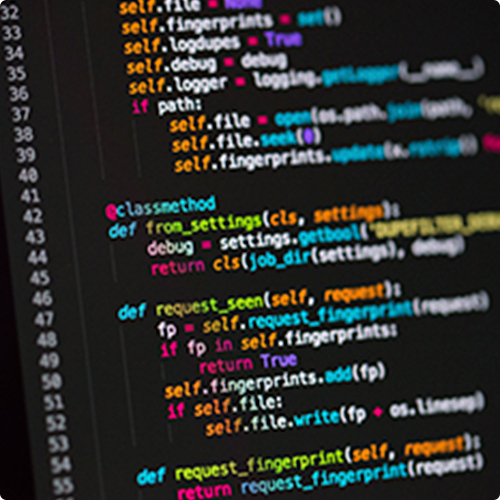 32 self.file = None
33 self.fingerprints = set()
34 self.logdupes = True
35 self.debug = debug
36 self.logger = logging.getLogger(__name__)
37 if path:
38 self.file = open(os.path.join(path,
39 self.file.seek(0)
40 self.fingerprints.update(x.rstrip()
41
42 @classmethod
43 def from_settings(cls, settings):
44 debug = settings.getbool("DUPEFILTER_
45 return cls(job_dir(settings), debug)
46
47 def request_seen(self, request):
48 fp = self.request_fingerprint(request)
49 if fp in self.fingerprints:
50 return True
51 self.fingerprints.add(fp)
52 if self.file:
53 self.file.write(fp + os.linesep)
54
55 def request_fingerprint(self, request):
return request_fingerprint(request)